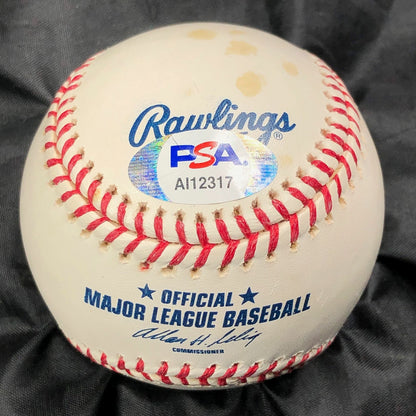 Rawlings®
PSA
AI12317
★ OFFICIAL ★
MAJOR LEAGUE BASEBALL
Allan H. Selig
COMMISSIONER